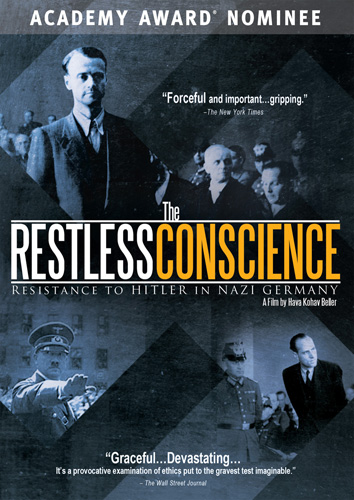 ACADEMY AWARD® NOMINEE
"Forceful and important...gripping."
–The New York Times
The
RESTLESSCONSCIENCE
RESISTANCE TO HITLER IN NAZI GERMANY
A Film by Hava Kohav Beller
"Graceful...Devastating...
It's a provocative examination of ethics put to the gravest test imaginable."
– The Wall Street Journal